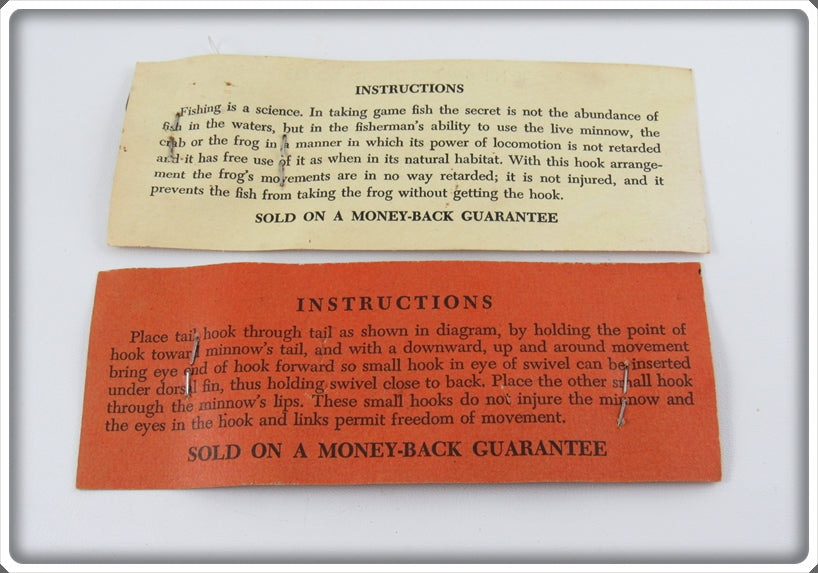 INSTRUCTIONS
Fishing is a science. In taking game fish the secret is not the abundance of
fish in the waters, but in the fisherman's ability to use the live minnow, the
crab or the frog in a manner in which its power of locomotion is not retarded
and it has free use of it as when in its natural habitat. With this hook arrange-
ment the frog's movements are in no way retarded; it is not injured, and it
prevents the fish from taking the frog without getting the hook.
SOLD ON A MONEY-BACK GUARANTEE
INSTRUCTIONS
Place tail hook through tail as shown in diagram, by holding the point of
hook toward minnow's tail, and with a downward, up and around movement
bring eye end of hook forward so small hook in eye of swivel can be inserted
under dorsal fin, thus holding swivel close to back. Place the other small hook
through the minnow's lips. These small hooks do not injure the minnow and
the eyes in the hook and links permit freedom of movement.
SOLD ON A MONEY-BACK GUARANTEE